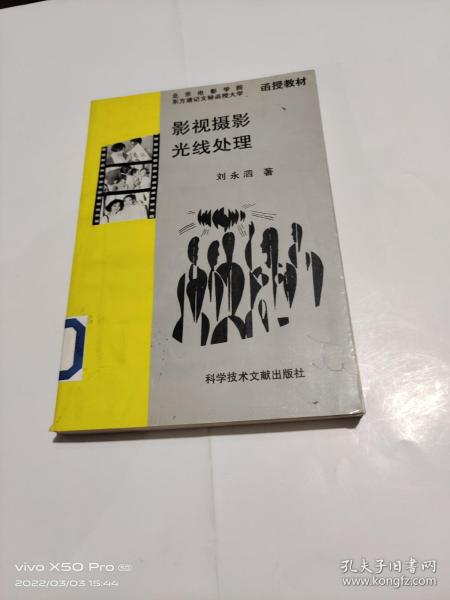 北京电影学院
东方速记文秘函授大学
函授教材
影视摄影
光线处理
刘永泗 著
科学技术文献出版社
vivo X50 Pro 5G
2022/03/03 15:44
孔夫子旧书网
www.kongfz.com